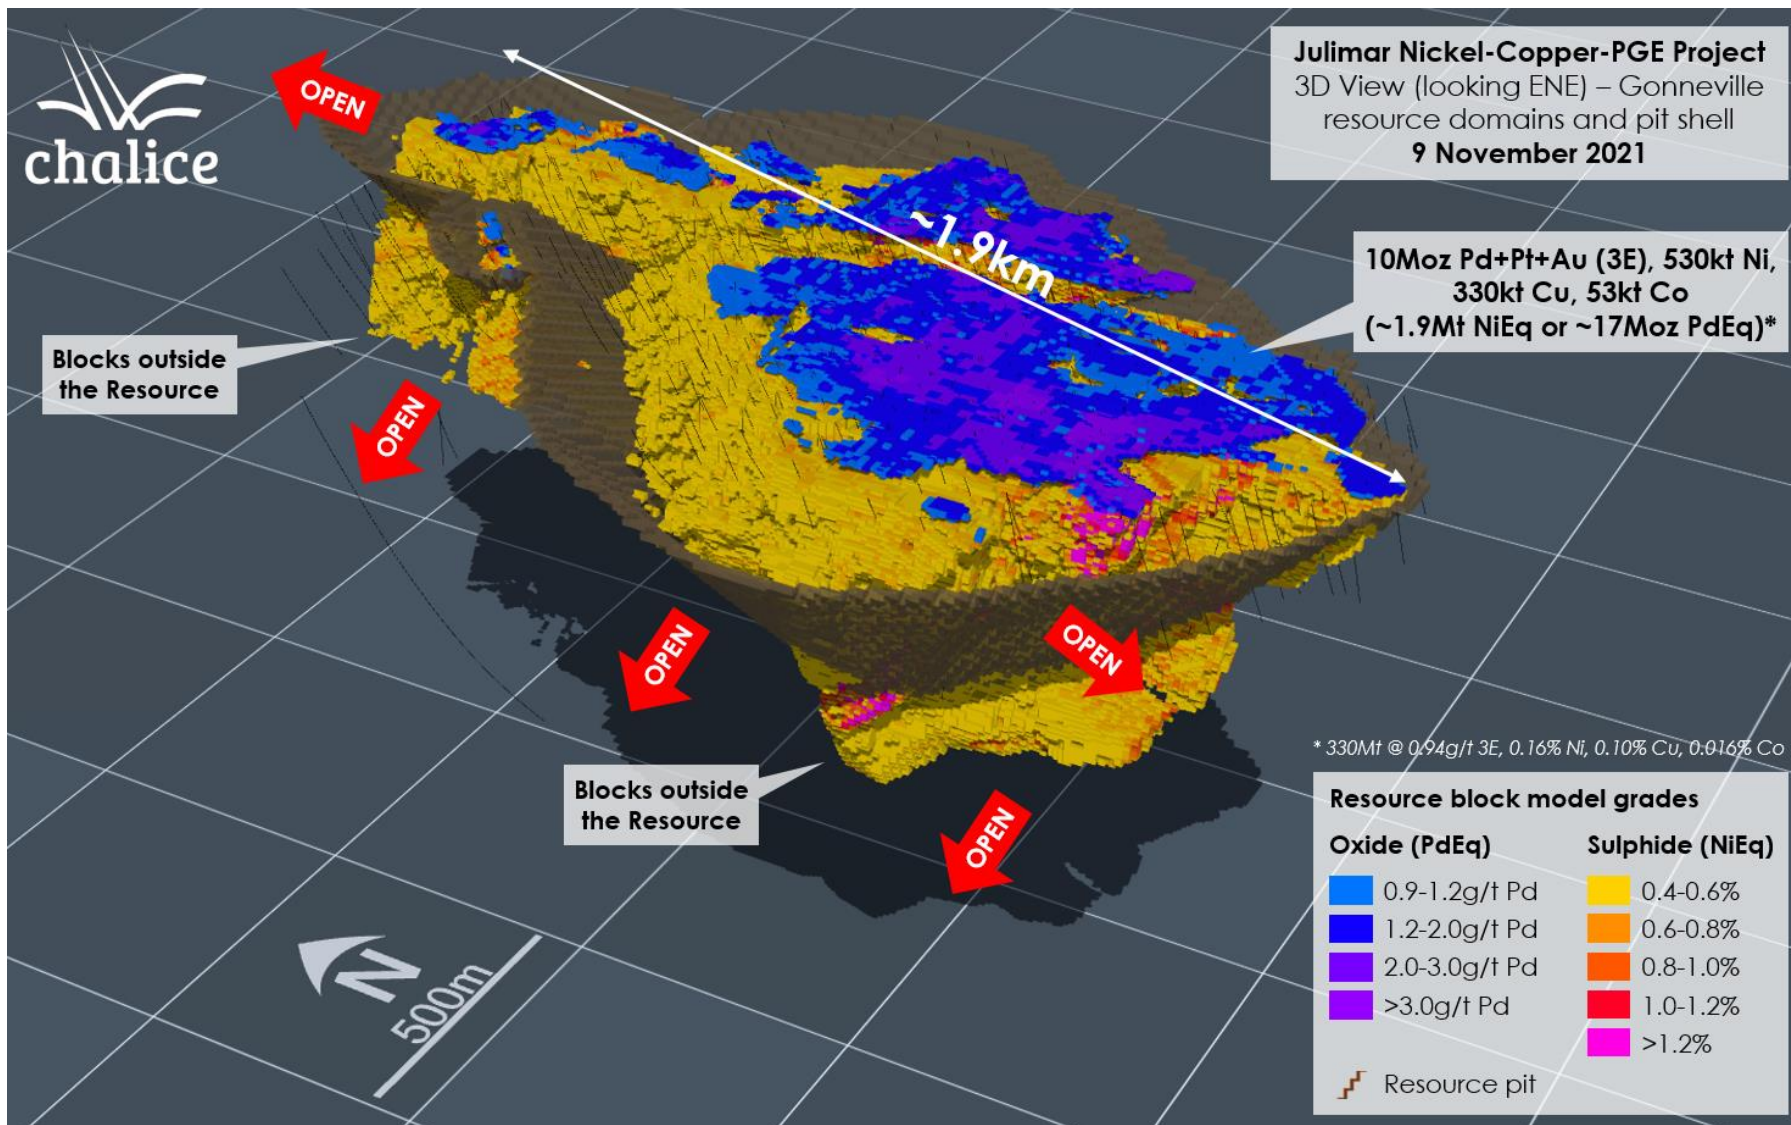 chalice
OPEN
Julimar Nickel-Copper-PGE Project
3D View (looking ENE) – Gonneville
resource domains and pit shell
9 November 2021
~1.9km
10Moz Pd+Pt+Au (3E), 530kt Ni,
330kt Cu, 53kt Co
(~1.9Mt NiEq or ~17Moz PdEq)*
Blocks outside
the Resource
OPEN
OPEN
OPEN
Blocks outside
the Resource
OPEN
N
500m
* 330Mt @ 0.94g/t 3E, 0.16% Ni, 0.10% Cu, 0.016% Co
Resource block model grades
Oxide (PdEq)
0.9-1.2g/t Pd
1.2-2.0g/t Pd
2.0-3.0g/t Pd
>3.0g/t Pd
Sulphide (NiEq)
0.4-0.6%
0.6-0.8%
0.8-1.0%
1.0-1.2%
>1.2%
Resource pit